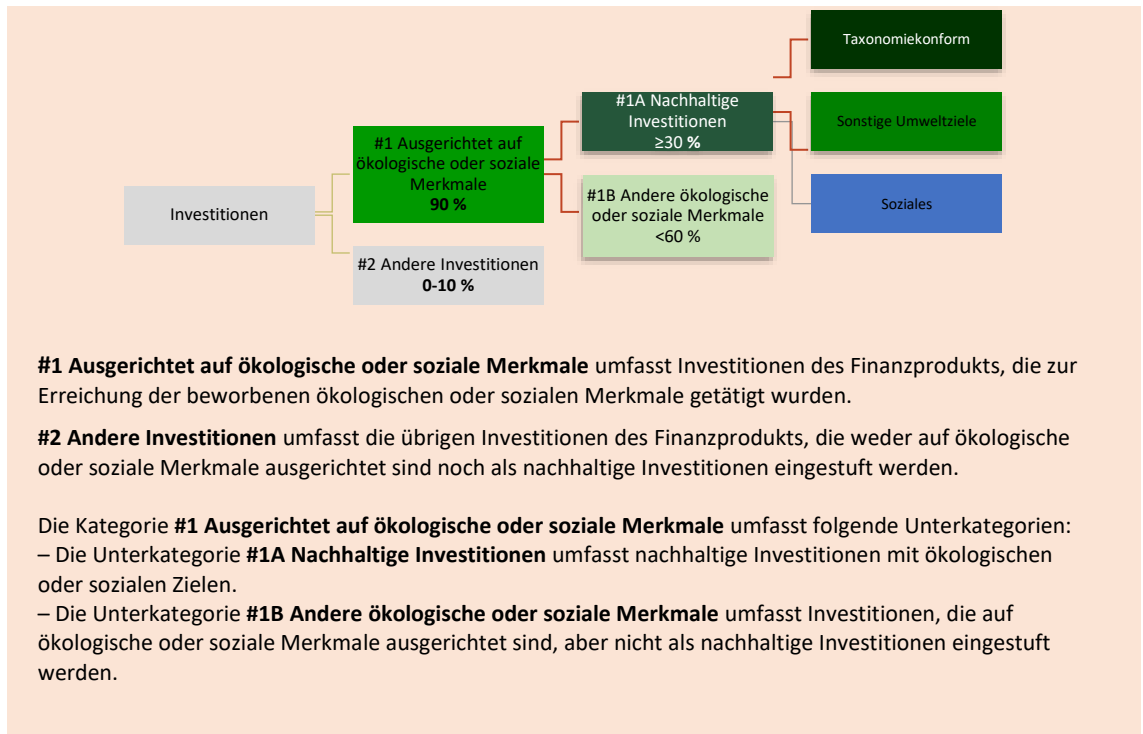 Taxonomiekonform
#1A Nachhaltige
Investitionen
≥30 %
Sonstige Umweltziele
#1 Ausgerichtet auf
ökologische oder soziale
Merkmale
90 %
#1B Andere ökologische
oder soziale Merkmale
<60 %
Soziales
Investitionen
#2 Andere Investitionen
0-10 %
#1 Ausgerichtet auf ökologische oder soziale Merkmale umfasst Investitionen des Finanzprodukts, die zur
Erreichung der beworbenen ökologischen oder sozialen Merkmale getätigt wurden.
#2 Andere Investitionen umfasst die übrigen Investitionen des Finanzprodukts, die weder auf ökologische
oder soziale Merkmale ausgerichtet sind noch als nachhaltige Investitionen eingestuft werden.
Die Kategorie #1 Ausgerichtet auf ökologische oder soziale Merkmale umfasst folgende Unterkategorien:
– Die Unterkategorie #1A Nachhaltige Investitionen umfasst nachhaltige Investitionen mit ökologischen
oder sozialen Zielen.
– Die Unterkategorie #1B Andere ökologische oder soziale Merkmale umfasst Investitionen, die auf
ökologische oder soziale Merkmale ausgerichtet sind, aber nicht als nachhaltige Investitionen eingestuft
werden.